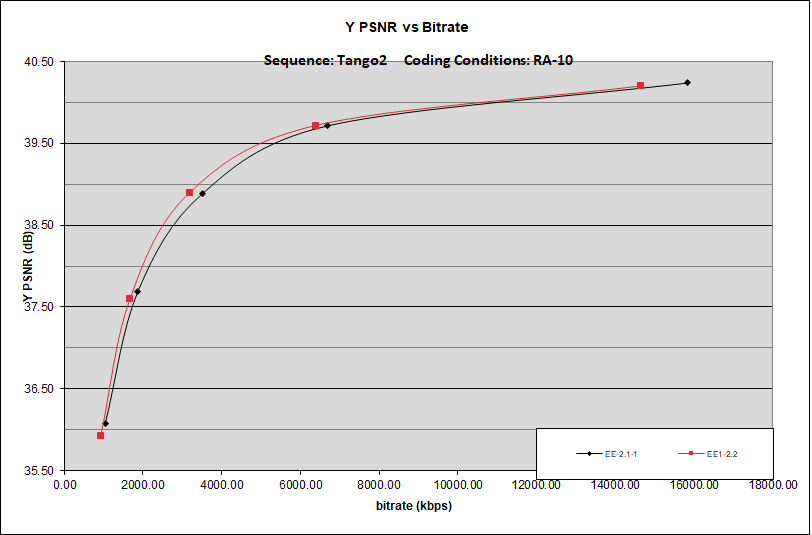 Y PSNR vs Bitrate
Sequence: Tango2 Coding Conditions: RA-10
40.50
39.50
38.50
37.50
36.50
35.50
Y PSNR (dB)
EE-2.1-1 EE1-2.2
0.00 2000.00 4000.00 6000.00 8000.00 10000.00 12000.00 14000.00 16000.00 18000.00
bitrate (kbps)